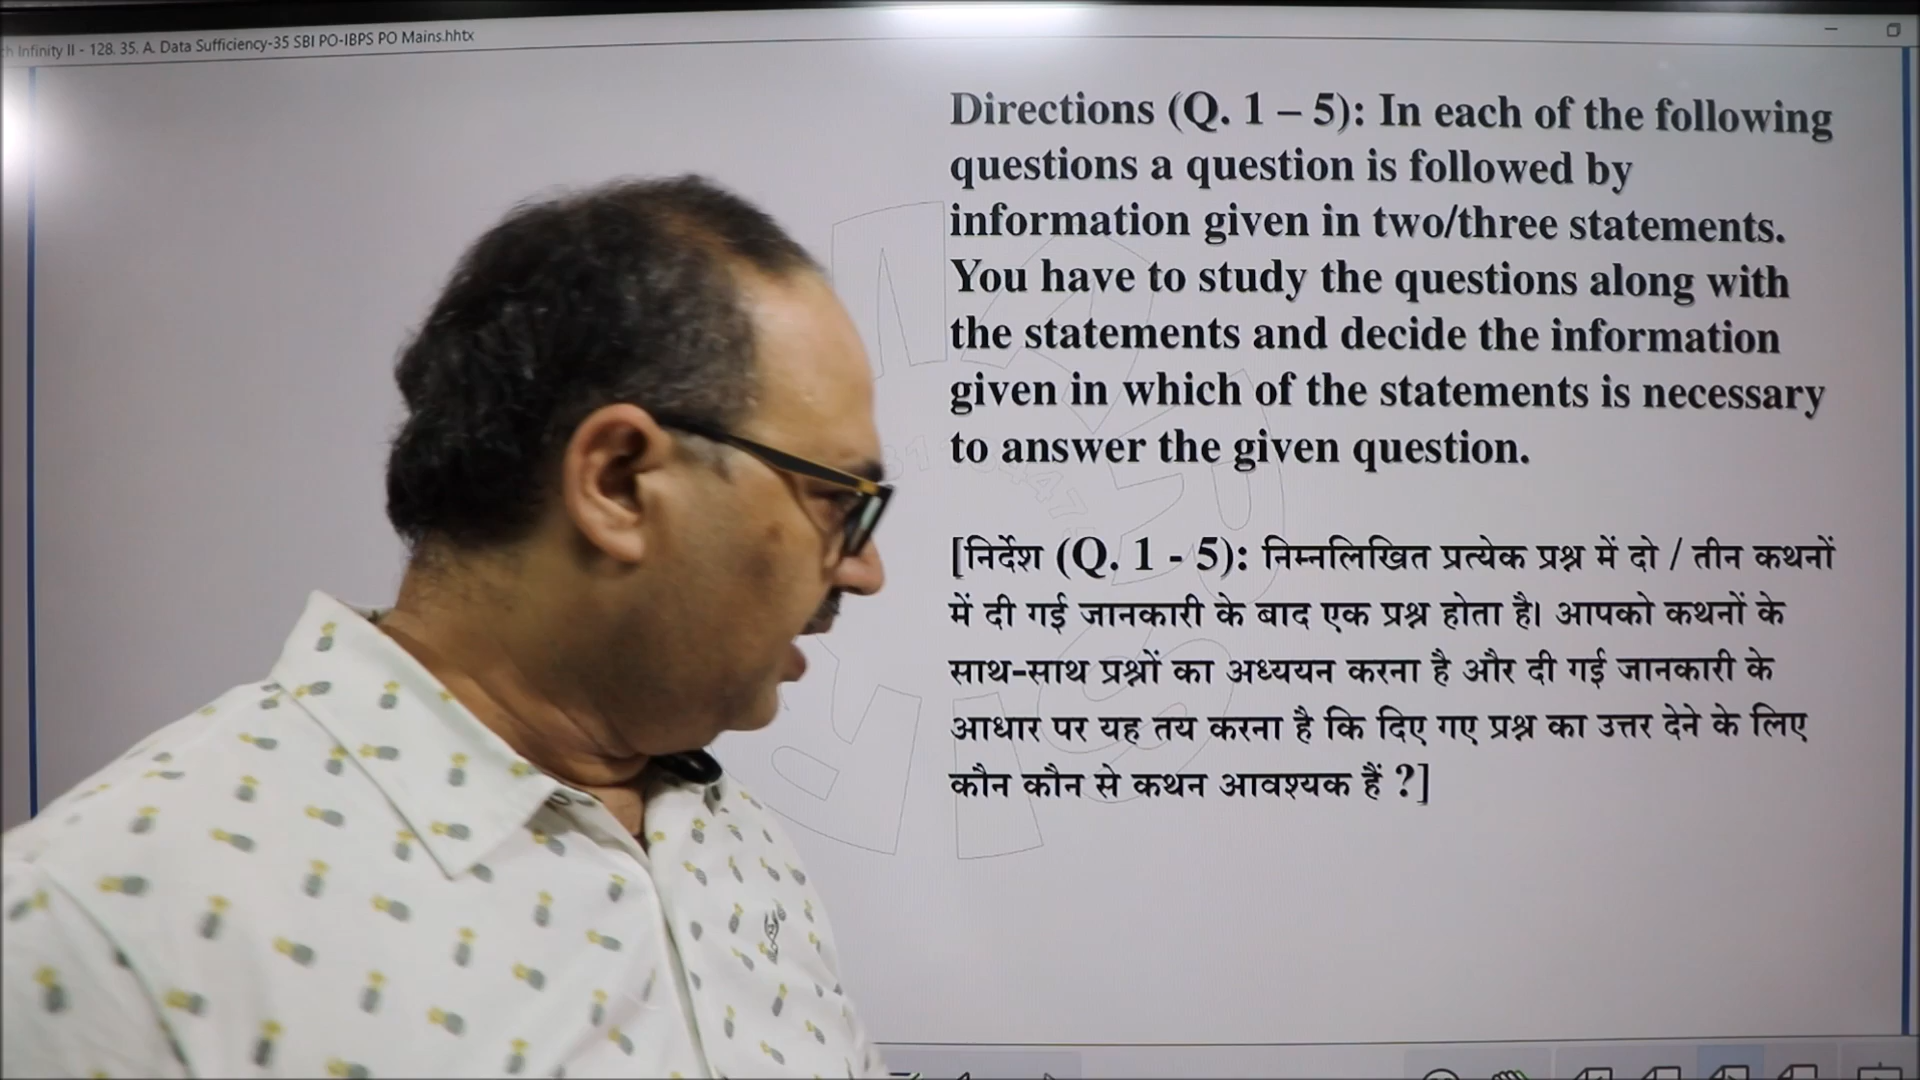 Infinity II - 128. 35. A. Data Sufficiency-35 SBI PO-IBPS PO Mains.hhtx
Directions (Q. 1 – 5): In each of the following
questions a question is followed by
information given in two/three statements.
You have to study the questions along with
the statements and decide the information
given in which of the statements is necessary
to answer the given question.
[निर्देश (Q. 1 - 5): निम्नलिखित प्रत्येक प्रश्न में दो / तीन कथनों
में दी गई जानकारी के बाद एक प्रश्न होता है। आपको कथनों के
साथ-साथ प्रश्नों का अध्ययन करना है और दी गई जानकारी के
आधार पर यह तय करना है कि दिए गए प्रश्न का उत्तर देने के लिए
कौन कौन से कथन आवश्यक हैं ?]